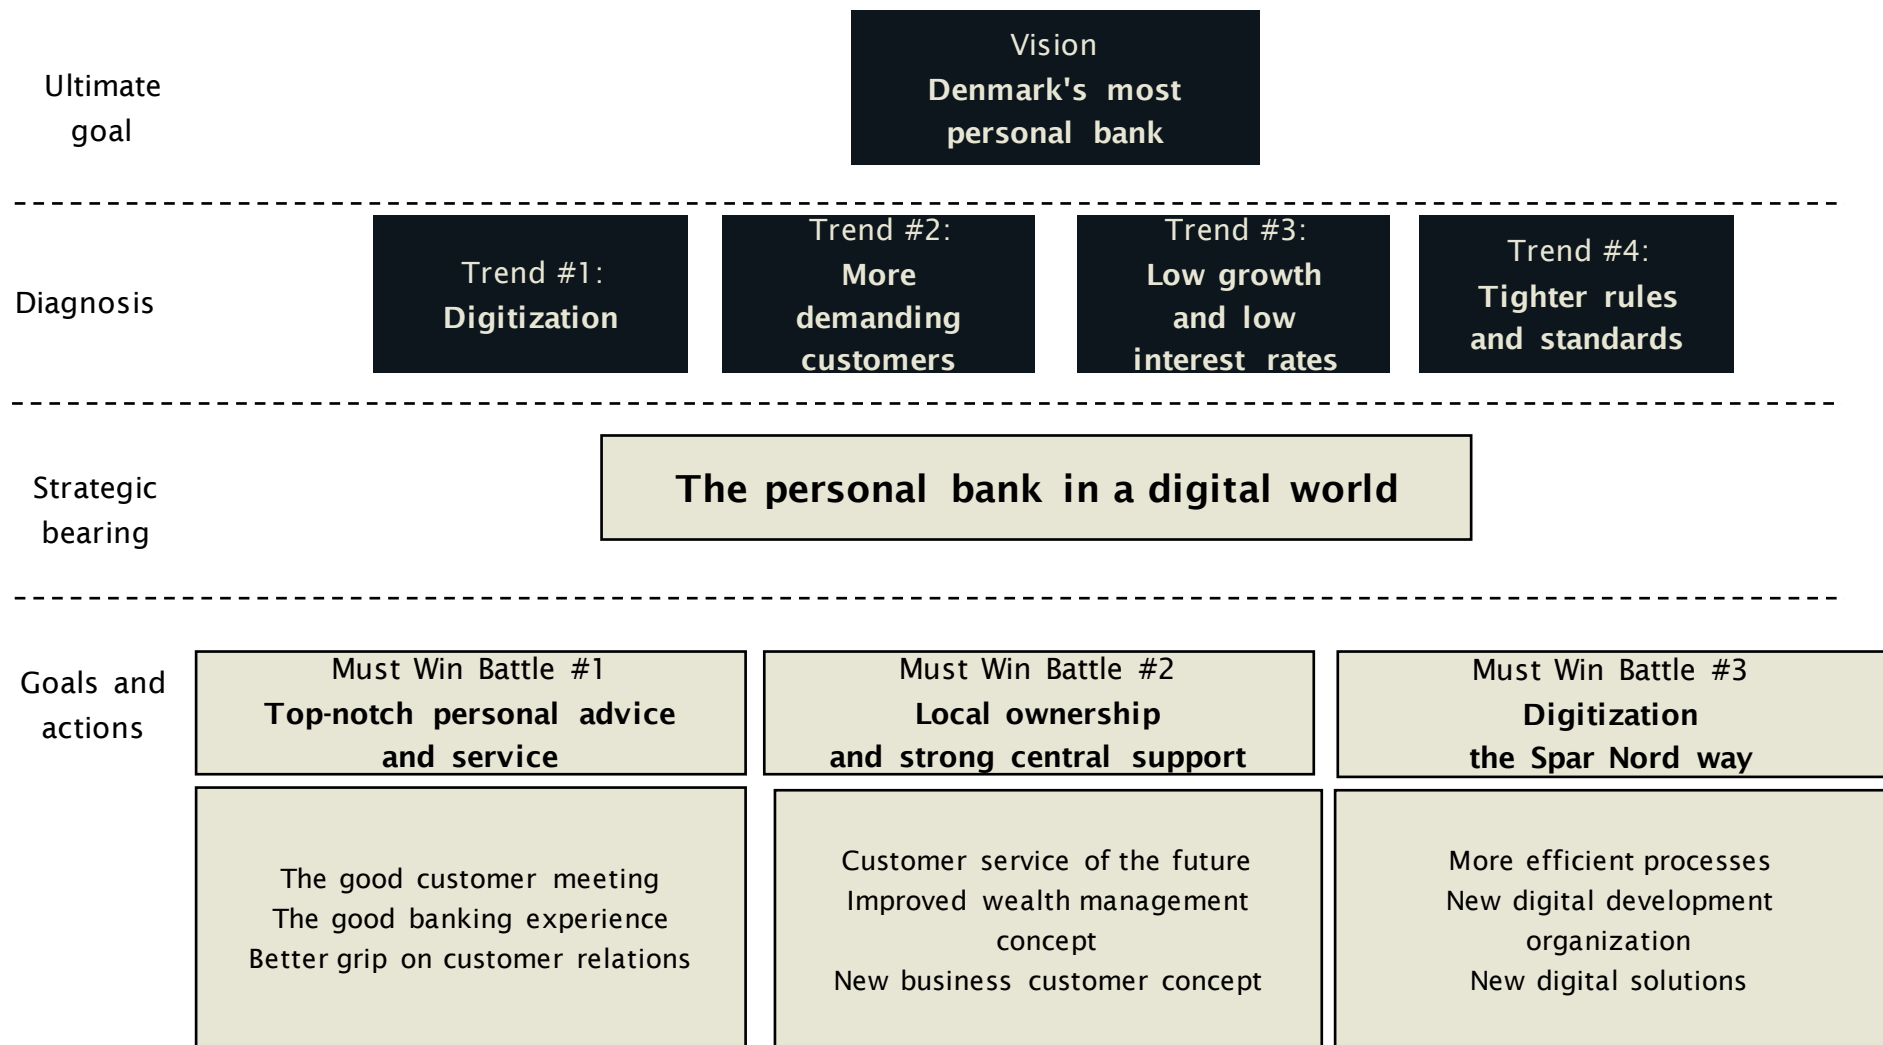 Ultimate
goal
Vision
Denmark's most
personal bank
Diagnosis
Trend #1:
Digitization
Trend #2:
More
demanding
customers
Trend #3:
Low growth
and low
interest rates
Trend #4:
Tighter rules
and standards
Strategic
bearing
The personal bank in a digital world
Goals and
actions
Must Win Battle #1
Top-notch personal advice
and service
The good customer meeting
The good banking experience
Better grip on customer relations
Must Win Battle #2
Local ownership
and strong central support
Customer service of the future
Improved wealth management
concept
New business customer concept
Must Win Battle #3
Digitization
the Spar Nord way
More efficient processes
New digital development
organization
New digital solutions